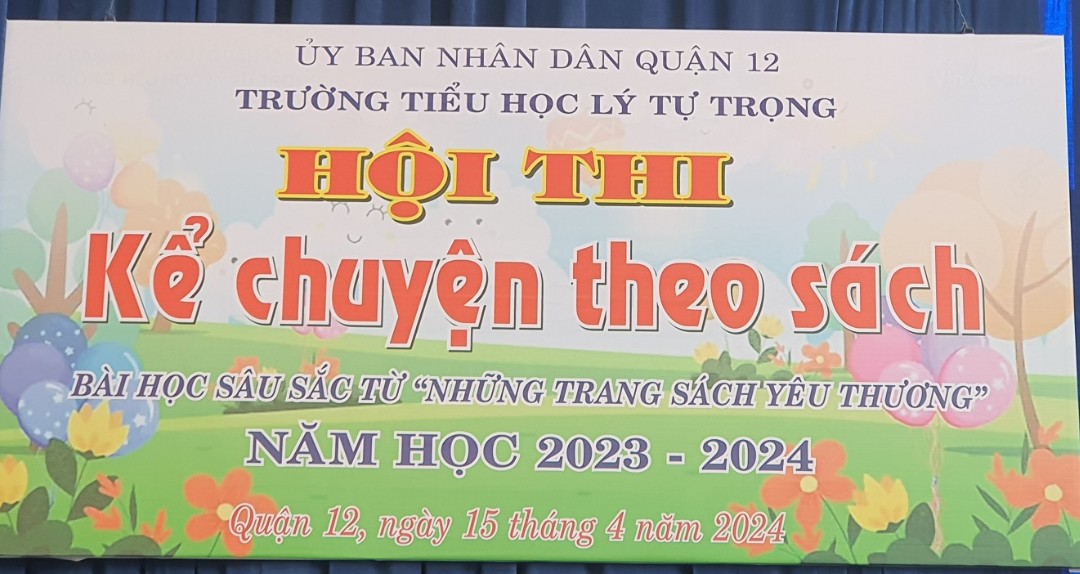 ỦY BAN NHÂN DÂN QUẬN 12
TRƯỜNG TIỂU HỌC LÝ TỰ TRỌNG
HỘI THI
Kể chuyện theo sách
BÀI HỌC SÂU SẮC TỪ “NHỮNG TRANG SÁCH YÊU THƯƠNG”
NĂM HỌC 2023 - 2024
Quận 12, ngày 15 tháng 4 năm 2024